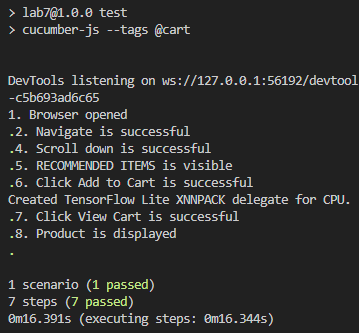 > lab7@1.0.0 test
> cucumber-js --tags @cart
DevTools listening on ws://127.0.0.1:56192/devtool
-c5b693ad6c65
1. Browser opened
.2. Navigate is successful
.4. Scroll down is successful
.5. RECOMMENDED ITEMS is visible
.6. Click Add to Cart is successful
Created TensorFlow Lite XNNPACK delegate for CPU.
.7. Click View Cart is successful
.8. Product is displayed
.
1 scenario (1 passed)
7 steps (7 passed)
0m16.391s (executing steps: 0m16.344s)